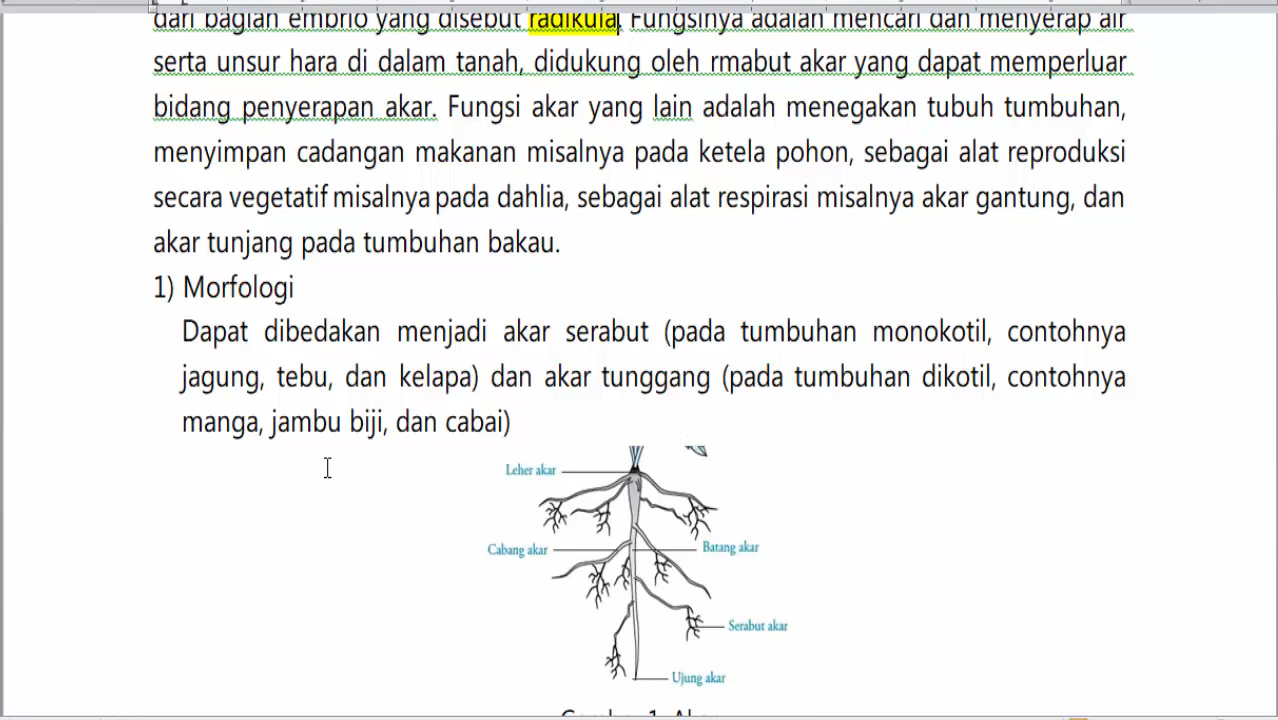 dari bagian embrio yang disebut radikula. Fungsinya adalah mencari dan menyerap air
serta unsur hara di dalam tanah, didukung oleh rmabut akar yang dapat memperluar
bidang penyerapan akar. Fungsi akar yang lain adalah menegakan tubuh tumbuhan,
menyimpan cadangan makanan misalnya pada ketela pohon, sebagai alat reproduksi
secara vegetatif misalnya pada dahlia, sebagai alat respirasi misalnya akar gantung, dan
akar tunjang pada tumbuhan bakau.
1) Morfologi
Dapat dibedakan menjadi akar serabut (pada tumbuhan monokotil, contohnya
jagung, tebu, dan kelapa) dan akar tunggang (pada tumbuhan dikotil, contohnya
manga, jambu biji, dan cabai)
Leher akar
Cabang akar
Batang akar
Serabut akar
Ujung akar
Gambar 1. Akar